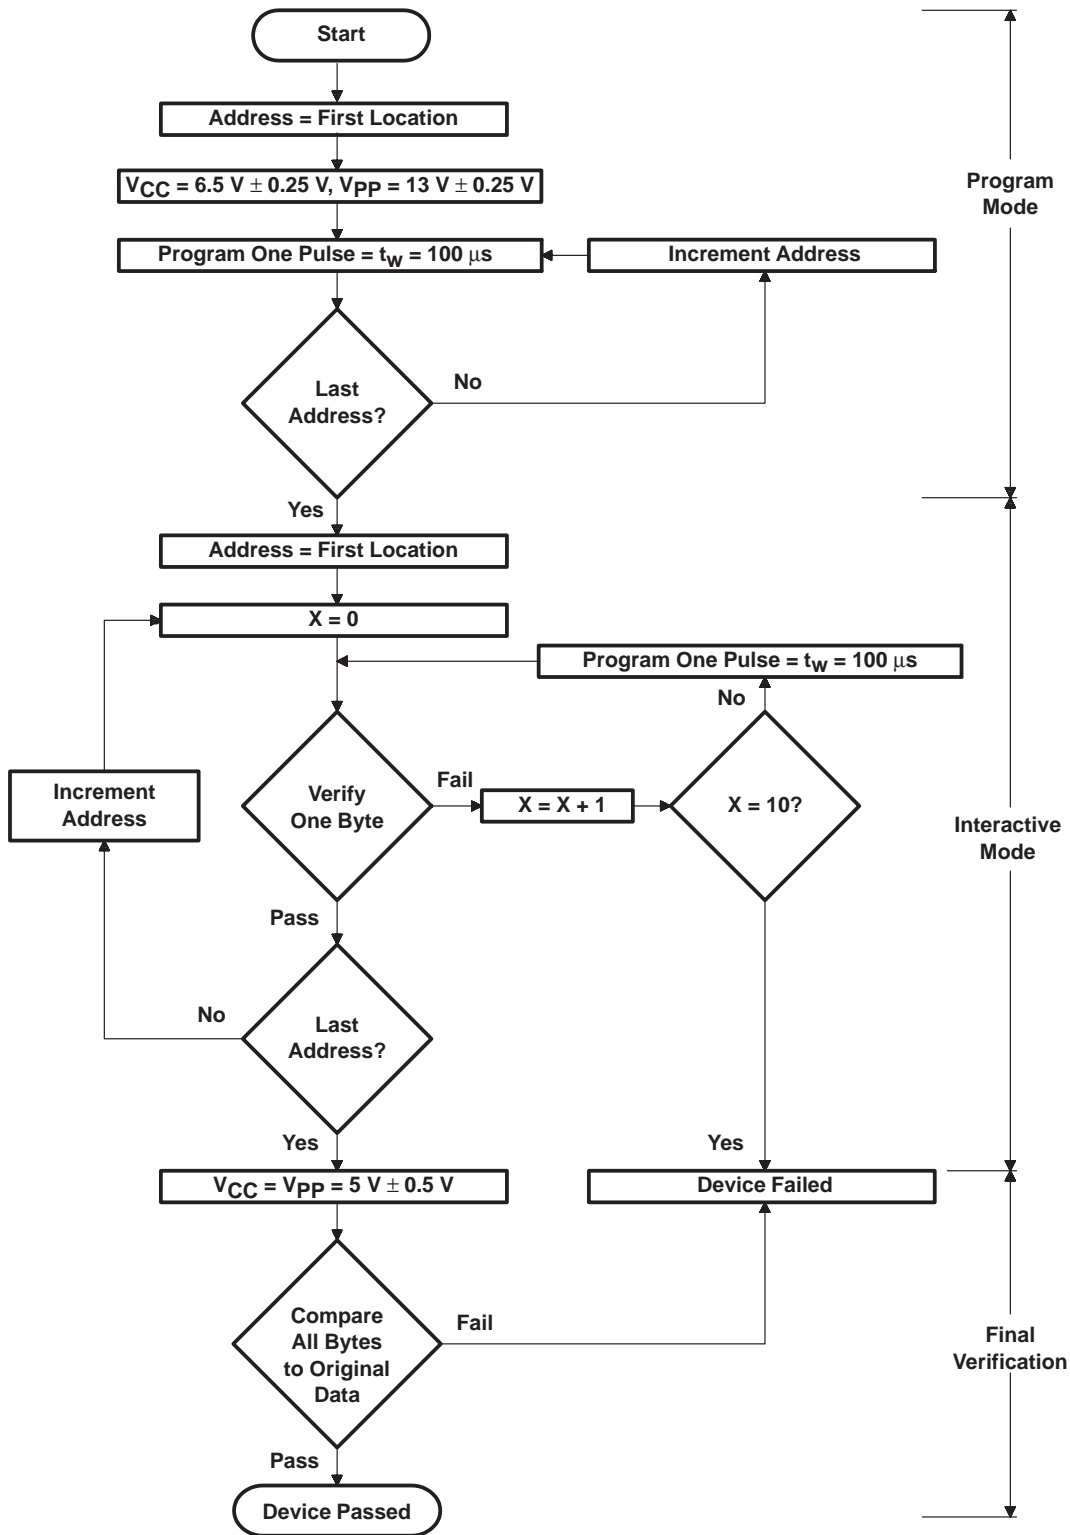 Start
Address = First Location
VCC = 6.5 V ± 0.25 V, VPP = 13 V ± 0.25 V
Program
Mode
Program One Pulse = tw = 100 μs
Increment Address
Last
Address?
No
Yes
Address = First Location
X = 0
Program One Pulse = tw = 100 μs
No
Increment
Address
Verify
One Byte
Fail
X = X + 1
X = 10?
Interactive
Mode
Pass
No
Last
Address?
Yes
Yes
VCC = VPP = 5 V ± 0.5 V
Device Failed
Compare
All Bytes
to Original
Data
Fail
Final
Verification
Pass
Device Passed